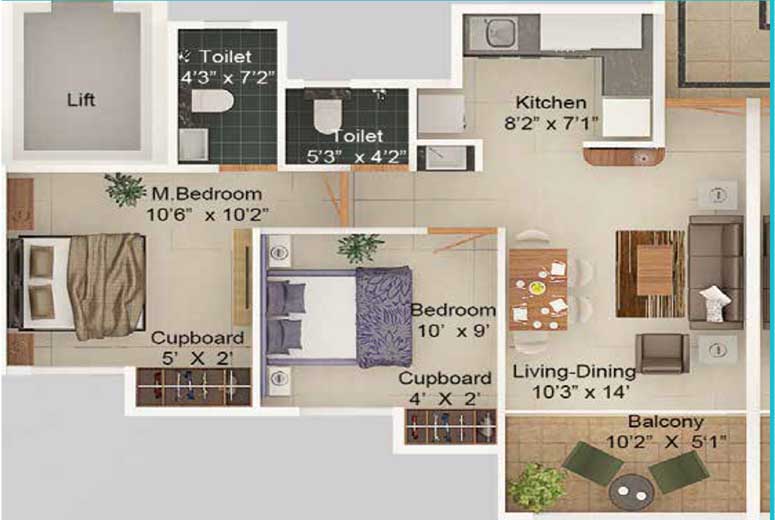 Lift
Toilet
4'3" x 7'2"
Toilet
5'3" x 4'2"
Kitchen
8'2" x 7'1"
M.Bedroom
10'6" x 10'2"
Bedroom
10' x 9'
Cupboard
5' X 2'
Cupboard
4' X 2'
Living-Dining
10'3" x 14'
Balcony
10'2" X 5'1"